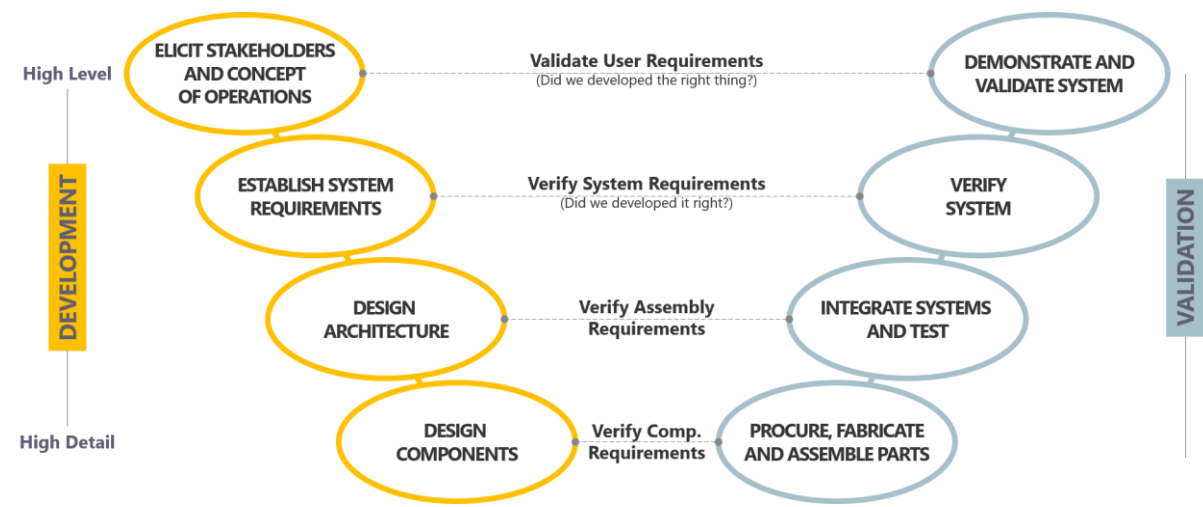 ELICIT STAKEHOLDERS
AND CONCEPT
OF OPERATIONS
Validate User Requirements
(Did we developed the right thing?)
DEMONSTRATE AND
VALIDATE SYSTEM
High Level
ESTABLISH SYSTEM
REQUIREMENTS
Verify System Requirements
(Did we developed it right?)
VERIFY
SYSTEM
DEVELOPMENT
VALIDATION
DESIGN
ARCHITECTURE
Verify Assembly
Requirements
INTEGRATE SYSTEMS
AND TEST
High Detail
DESIGN
COMPONENTS
Verify Comp.
Requirements
PROCURE, FABRICATE
AND ASSEMBLE PARTS